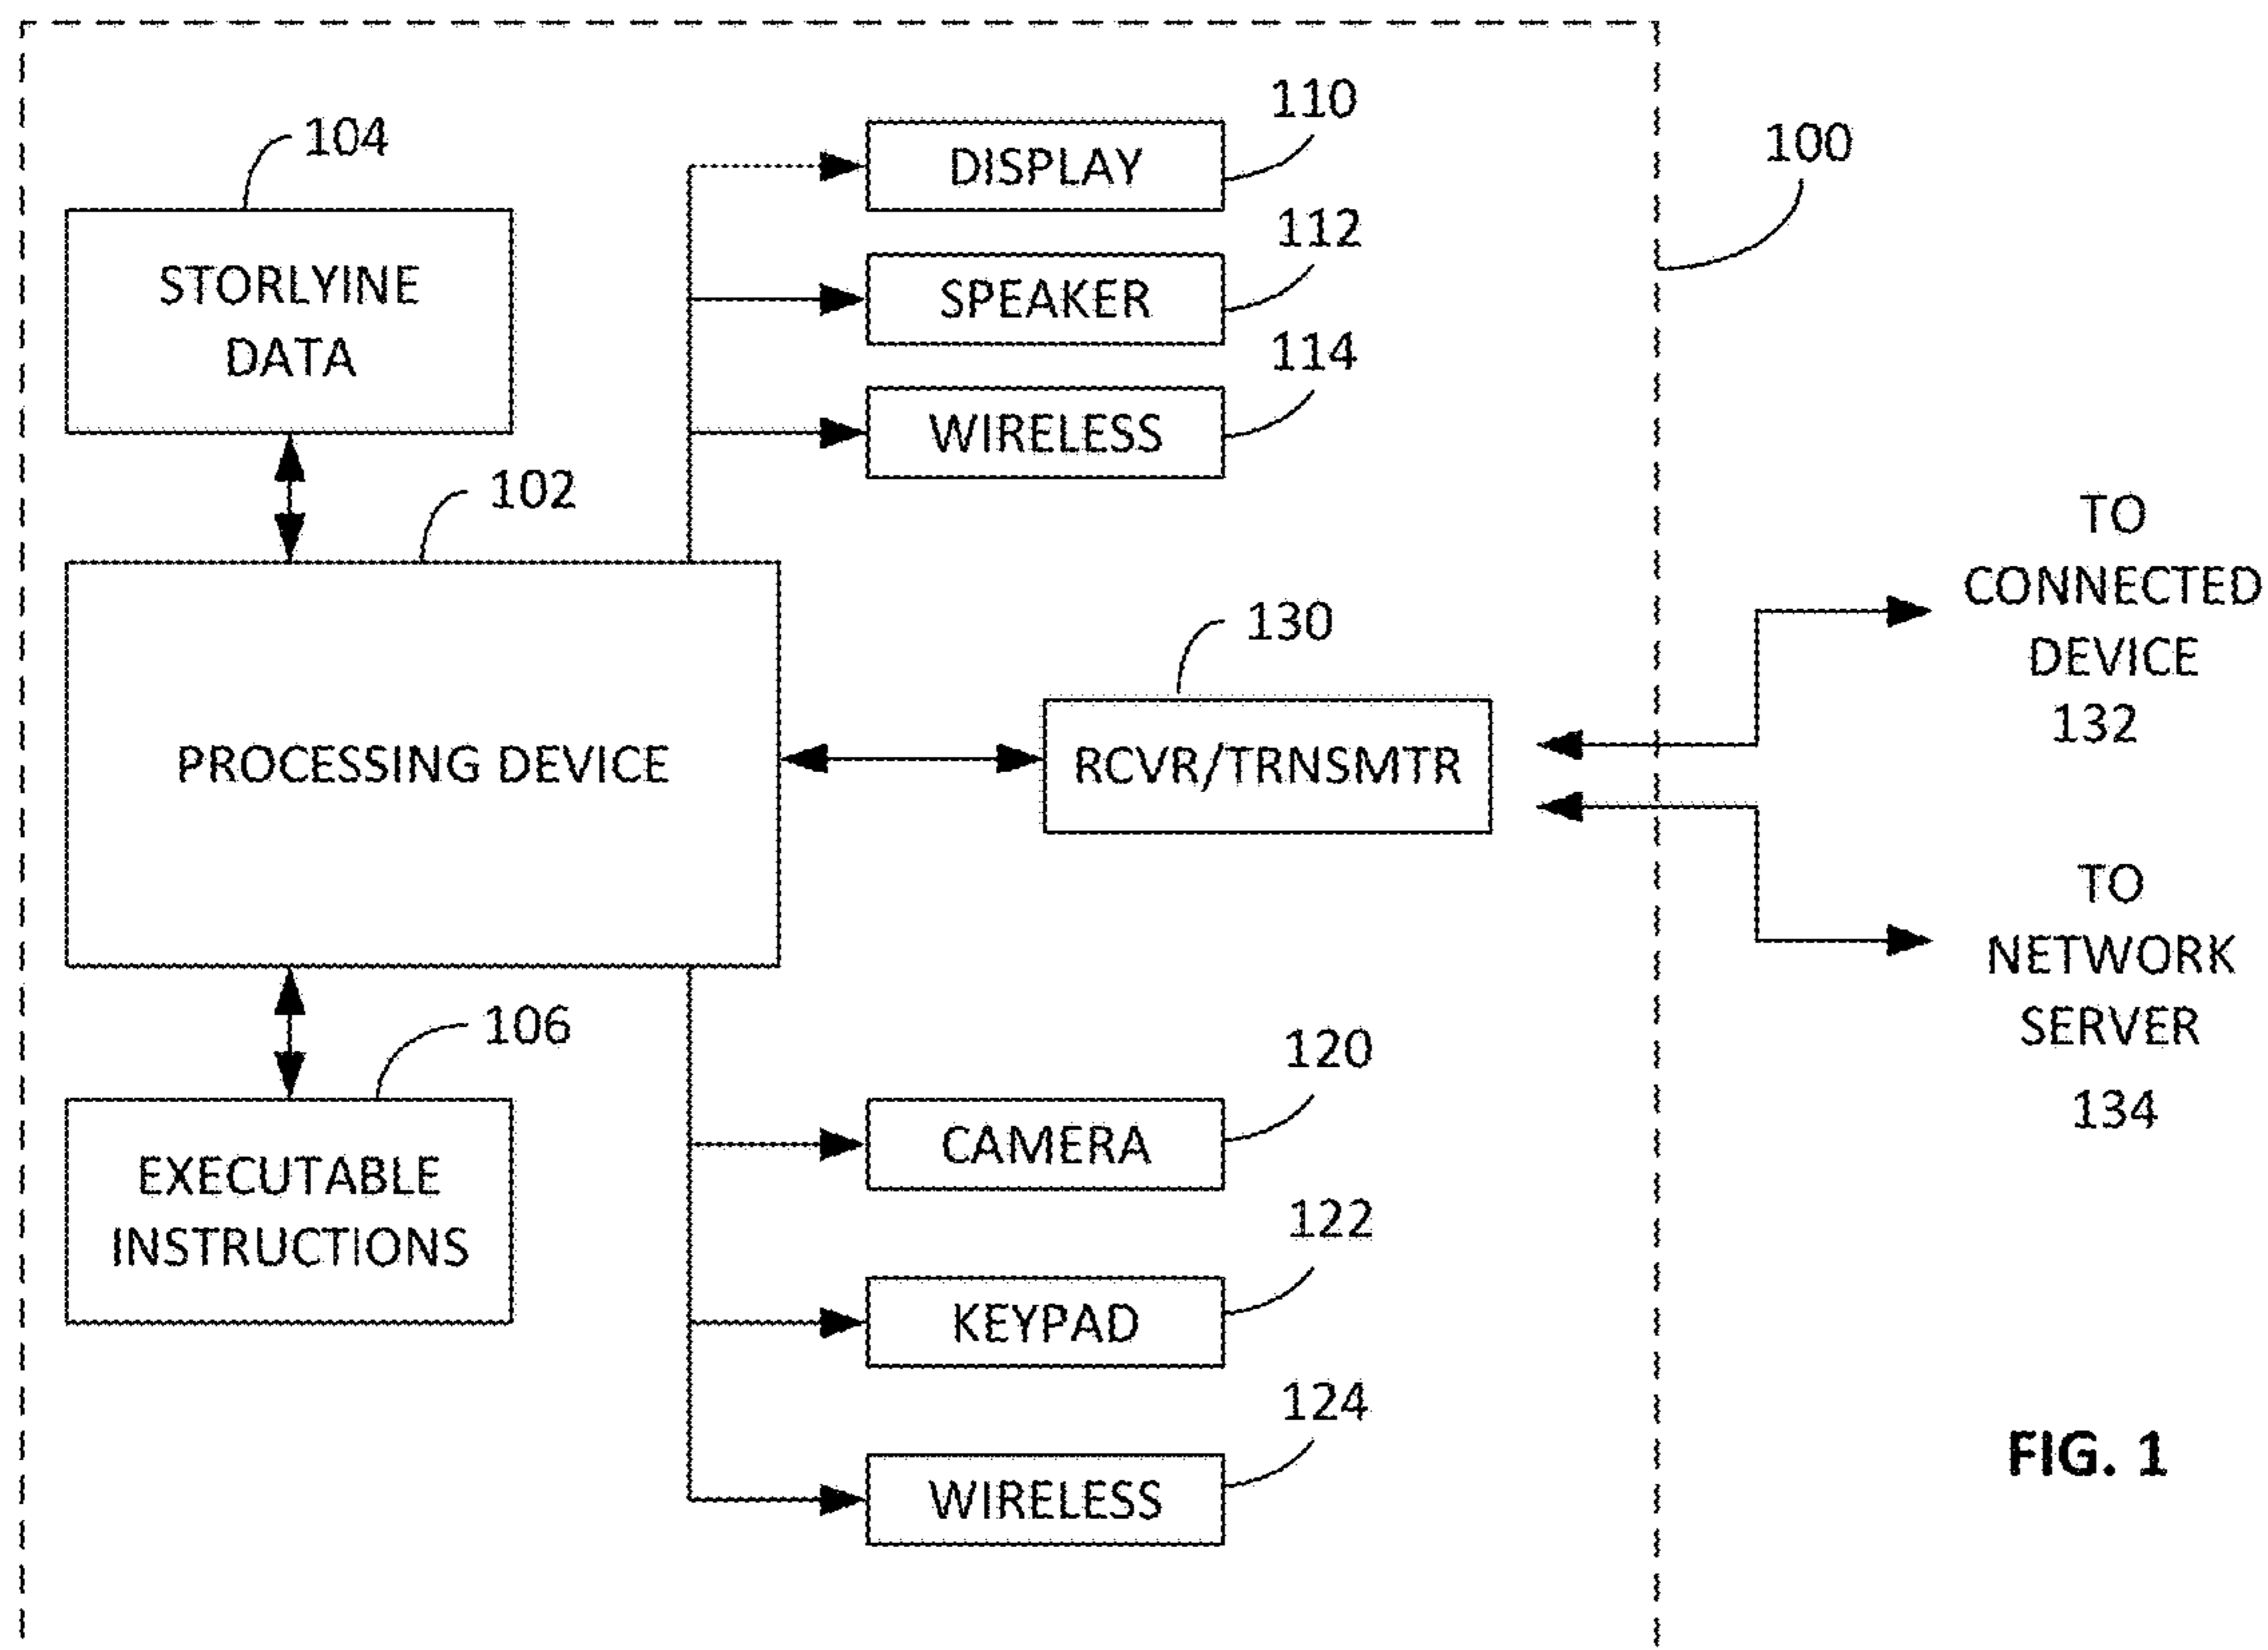 104
STORLYINE
DATA
110
DISPLAY
112
SPEAKER
114
WIRELESS
100
102
PROCESSING DEVICE
130
RCVR/TRNSMTR
TO
CONNECTED
DEVICE
132
TO
NETWORK
SERVER
134
106
EXECUTABLE
INSTRUCTIONS
120
CAMERA
122
KEYPAD
124
WIRELESS
FIG. 1